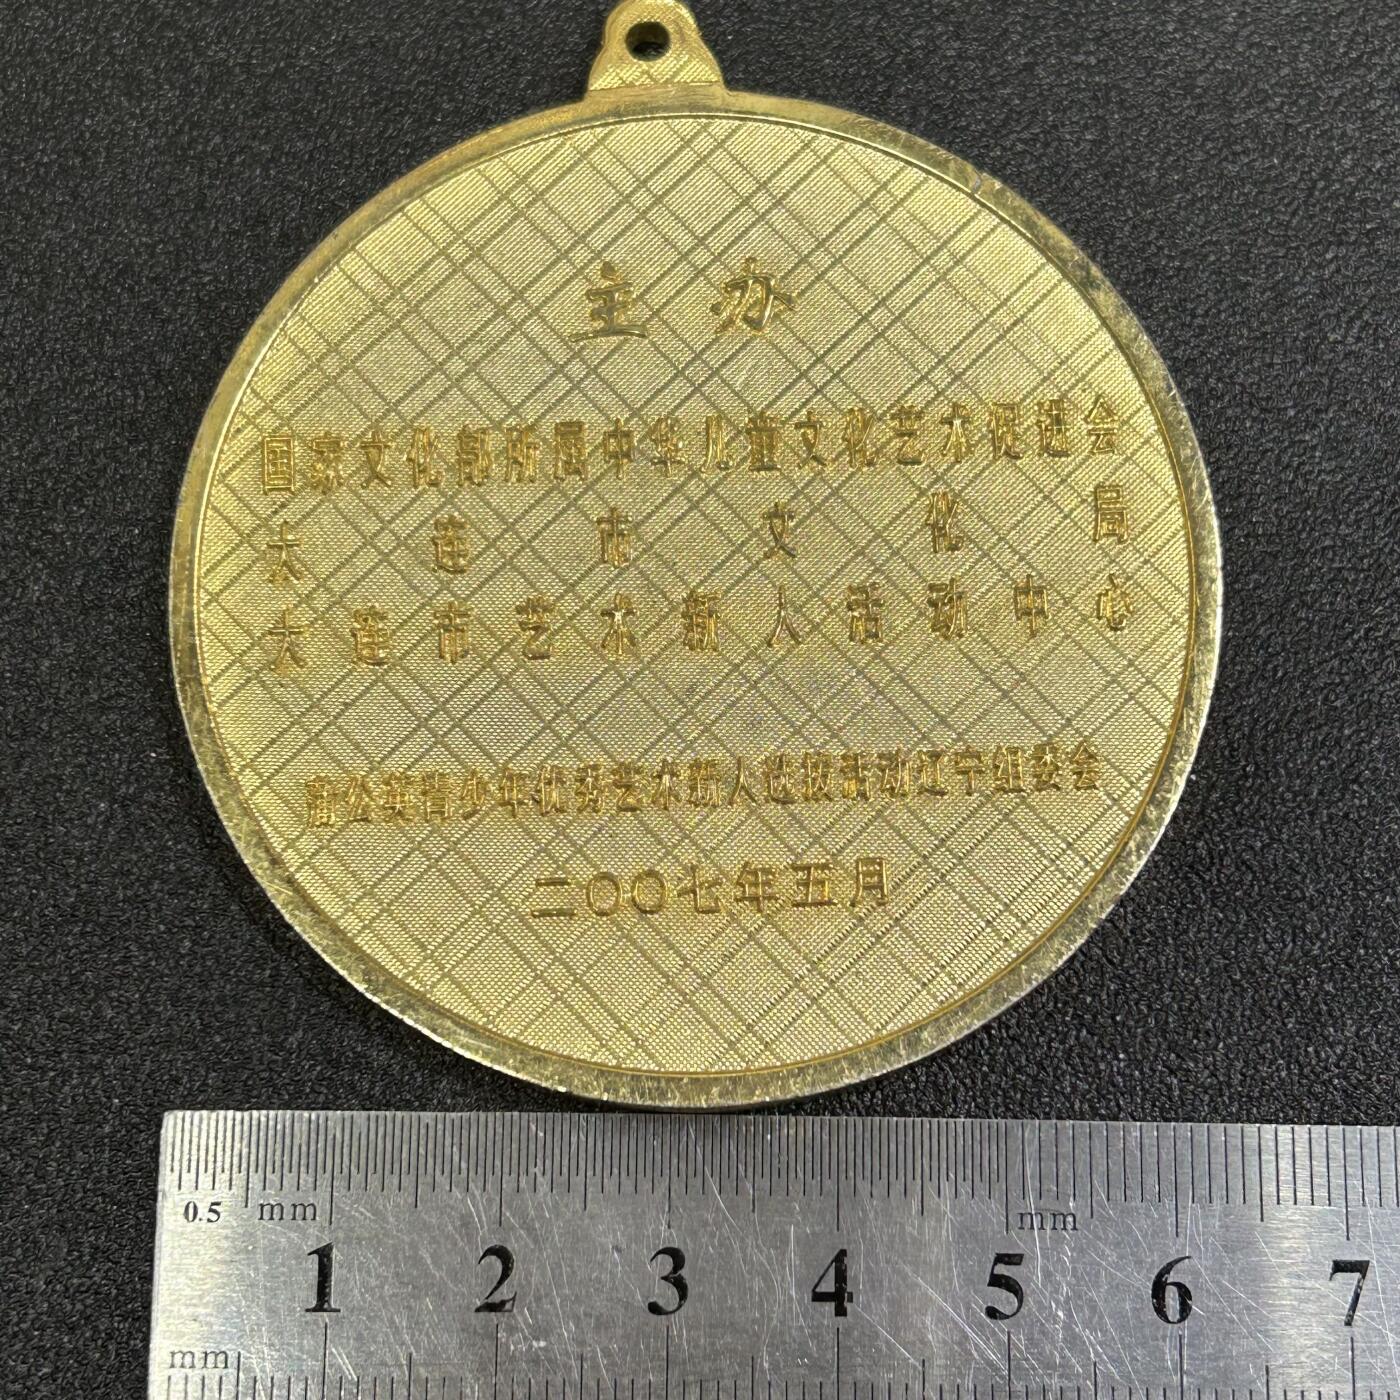 主办
国家文化部所属中华儿童文化艺术促进会
大连市文化局
大连市艺术新人活动中心
蒲公英青少年优秀艺术新人选拔活动辽宁组委会
二〇〇七年五月
0.5 mm mm
1 2 3 4 5 6 7
mm